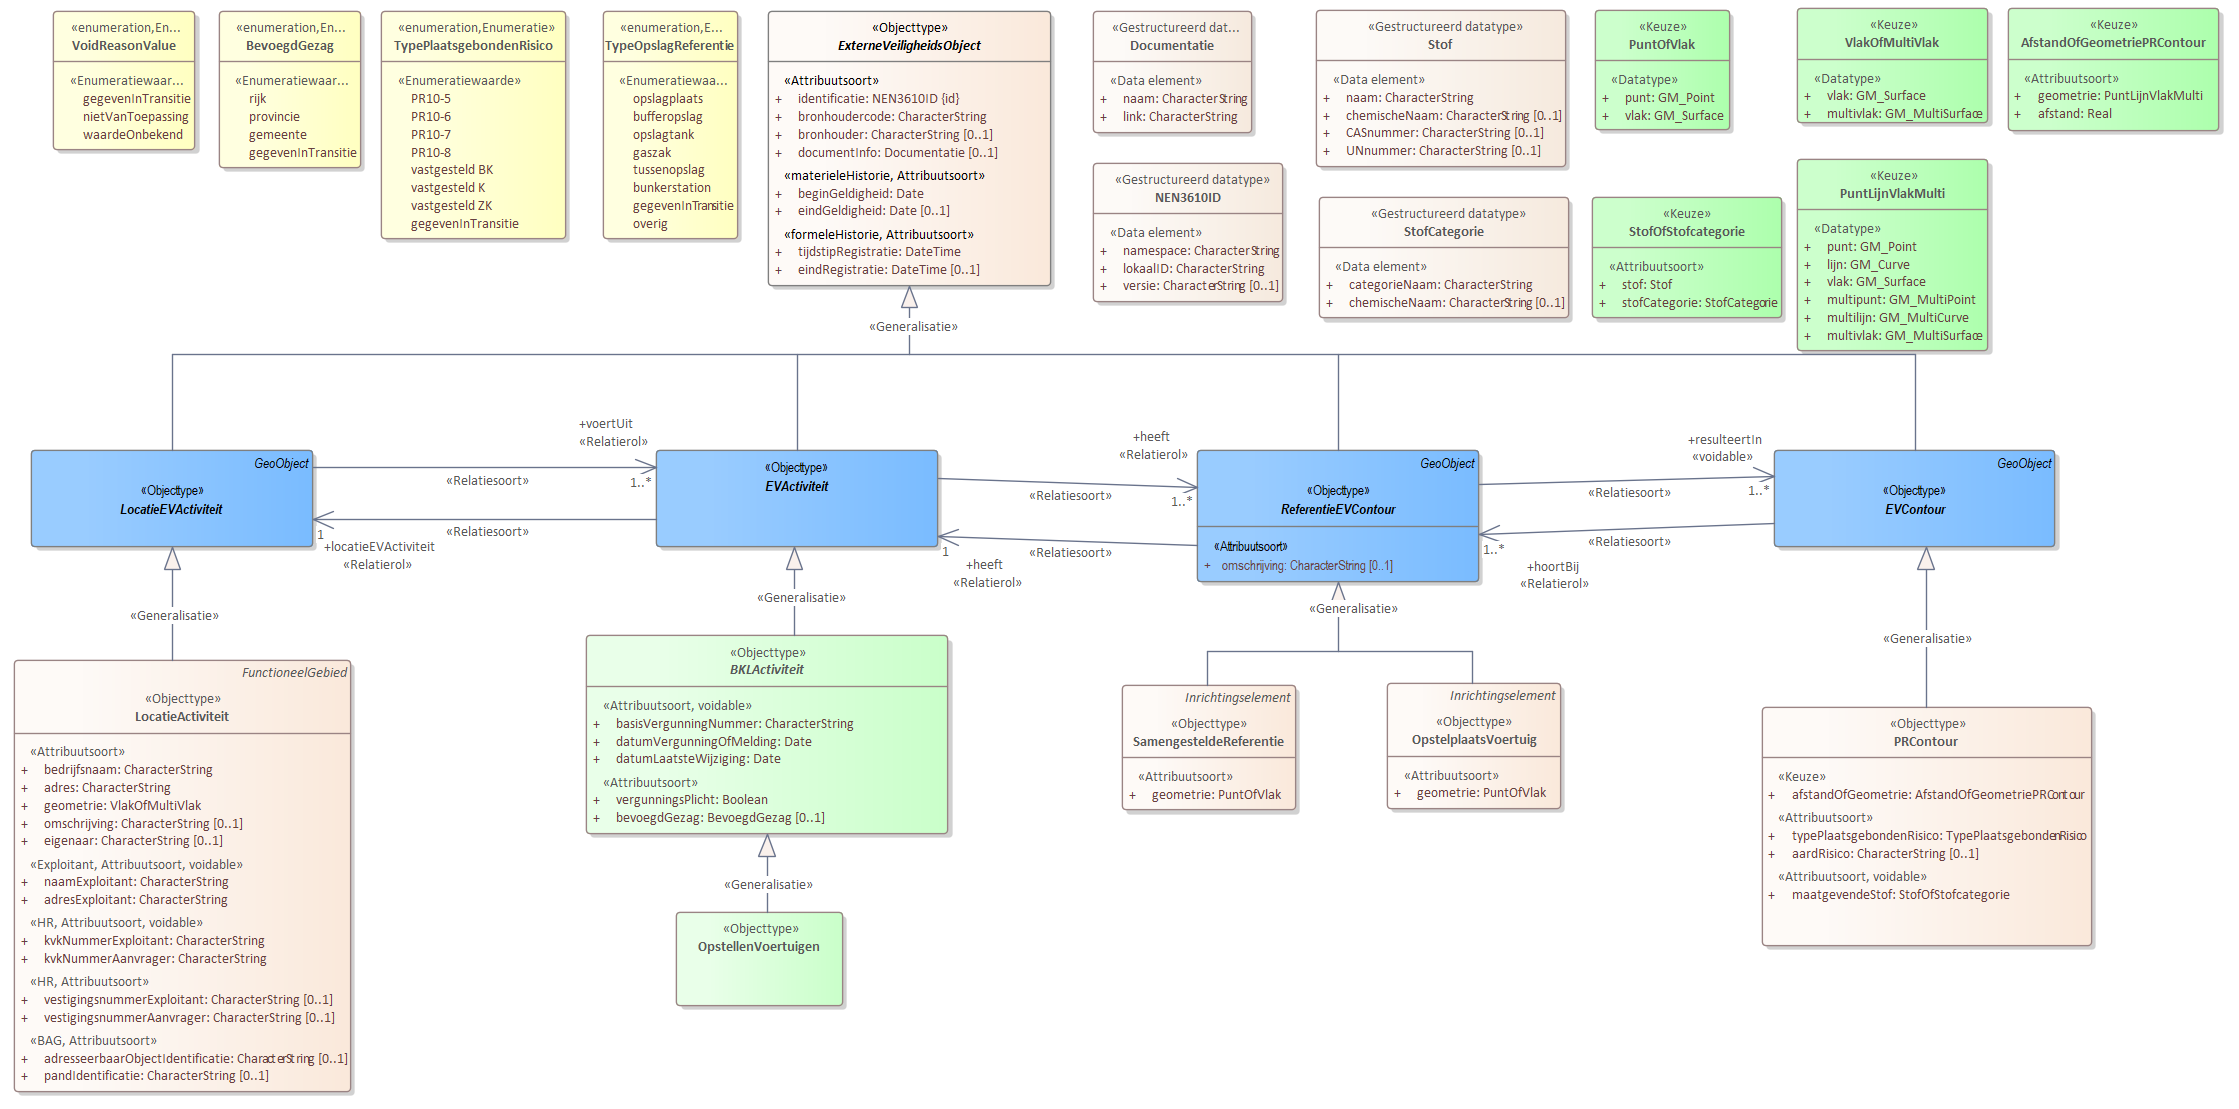 «enumeration,En...
VoidReasonValue
«Enumeratiewaar...
gegevenInTransitie
nietVanToepassing
waardeOnbekend
«enumeration,En...
BevoegdGezag
«Enumeratiewaar...
rijk
provincie
gemeente
gegevenInTransitie
«enumeration,Enumeratie»
TypePlaatsgebondenRisico
«Enumeratiewaarde»
PR10-5
PR10-6
PR10-7
PR10-8
vastgesteld BK
vastgesteld K
vastgesteld ZK
gegevenInTransitie
«enumeration,E...
TypeOpslagReferentie
«Enumeratiewaa...
opslagplaats
bufferopslag
opslagtank
gaszak
tussenopslag
bunkerstation
gegevenInTransitie
overig
«Objecttype»
ExterneVeiligheidsObject
«Attribuutsoort»
+ identificatie: NEN3610ID {id}
+ bronhoudercode: CharacterString
+ bronhouder: CharacterString [0..1]
+ documentInfo: Documentatie [0..1]
«materieleHistorie, Attribuutsoort»
+ beginGeldigheid: Date
+ eindGeldigheid: Date [0..1]
«formeleHistorie, Attribuutsoort»
+ tijdstipRegistratie: DateTime
+ eindRegistratie: DateTime [0..1]
«Gestructureerd dat...
Documentatie
«Data element»
+ naam: CharacterString
+ link: CharacterString
«Gestructureerd datatype»
NEN3610ID
«Data element»
+ namespace: CharacterString
+ lokaalID: CharacterString
+ versie: CharacterString [0..1]
«Gestructureerd datatype»
Stof
«Data element»
+ naam: CharacterString
+ chemischeNaam: CharacterString [0..1]
+ CASnummer: CharacterString [0..1]
+ UNnummer: CharacterString [0..1]
«Gestructureerd datatype»
StofCategorie
«Data element»
+ categorieNaam: CharacterString
+ chemischeNaam: CharacterString [0..1]
«Keuze»
PuntOfVlak
«Datatype»
+ punt: GM_Point
+ vlak: GM_Surface
«Keuze»
StofOfStofcategorie
«Attribuutsoort»
+ stof: Stof
+ stofCategorie: StofCategorie
«Keuze»
VlakOfMultiVlak
«Datatype»
+ vlak: GM_Surface
+ multivlak: GM_MultiSurface
«Keuze»
PuntLijnVlakMulti
«Datatype»
+ punt: GM_Point
+ lijn: GM_Curve
+ vlak: GM_Surface
+ multipunt: GM_MultiPoint
+ multilijn: GM_MultiCurve
+ multivlak: GM_MultiSurface
«Keuze»
AfstandOfGeometriePRContour
«Attribuutsoort»
+ geometrie: PuntLijnVlakMulti
+ afstand: Real
«Generalisatie»
GeoObject
«Objecttype»
LocatieEVActiviteit
+voertUit
«Relatierol»
1..*
«Relatiesoort»
«Relatiesoort»
1
+locatieEVActiviteit
«Relatierol»
«Objecttype»
EVActiviteit
+heeft
«Relatierol»
1..*
«Relatiesoort»
«Relatiesoort»
1
+heeft
«Relatierol»
GeoObject
«Objecttype»
ReferentieEVContour
«Attribuutsoort»
+ omschrijving: CharacterString [0..1]
+resulteertIn
«voidable»
1..*
«Relatiesoort»
«Relatiesoort»
1..*
+hoortBij
«Relatierol»
GeoObject
«Objecttype»
EVContour
«Generalisatie»
«Generalisatie»
«Generalisatie»
«Generalisatie»
FunctioneelGebied
«Objecttype»
LocatieActiviteit
«Attribuutsoort»
+ bedrijfsnaam: CharacterString
+ adres: CharacterString
+ geometrie: VlakOfMultiVlak
+ omschrijving: CharacterString [0..1]
+ eigenaar: CharacterString [0..1]
«Exploitant, Attribuutsoort, voidable»
+ naamExploitant: CharacterString
+ adresExploitant: CharacterString
«HR, Attribuutsoort, voidable»
+ kvkNummerExploitant: CharacterString
+ kvkNummerAanvrager: CharacterString
«HR, Attribuutsoort»
+ vestigingsnummerExploitant: CharacterString [0..1]
+ vestigingsnummerAanvrager: CharacterString [0..1]
«BAG, Attribuutsoort»
+ adresseerbaarObjectIdentificatie: CharacterString [0..1]
+ pandIdentificatie: CharacterString [0..1]
«Objecttype»
BKLActiviteit
«Attribuutsoort, voidable»
+ basisVergunningNummer: CharacterString
+ datumVergunningOfMelding: Date
+ datumLaatsteWijziging: Date
«Attribuutsoort»
+ vergunningsPlicht: Boolean
+ bevoegdGezag: BevoegdGezag [0..1]
«Generalisatie»
«Objecttype»
OpstellenVoertuigen
Inrichtingselement
«Objecttype»
SamengesteldeReferentie
«Attribuutsoort»
+ geometrie: PuntOfVlak
Inrichtingselement
«Objecttype»
OpstelplaatsVoertuig
«Attribuutsoort»
+ geometrie: PuntOfVlak
«Objecttype»
PRContour
«Keuze»
+ afstandOfGeometrie: AfstandOfGeometriePRContour
«Attribuutsoort»
+ typePlaatsgebondenRisico: TypePlaatsgebondenRisico
+ aardRisico: CharacterString [0..1]
«Attribuutsoort, voidable»
+ maatgevendeStof: StofOfStofcategorie